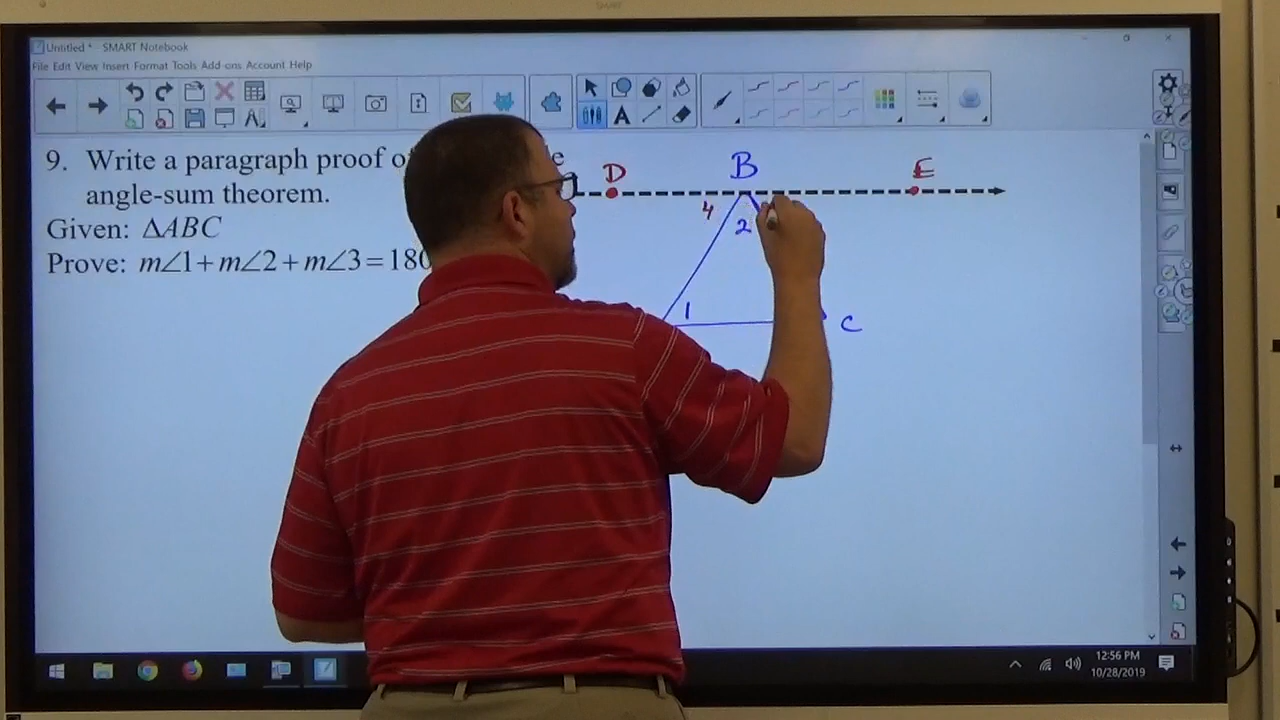 SMART
Untitled * - SMART Notebook
File Edit View Insert Format Tools Add-ons Account Help
9. Write a paragraph proof o e
angle-sum theorem.
Given: ΔABC
Prove: m∠1+m∠2+m∠3=180
D B E
4 2
1
C
12:56 PM
10/28/2019